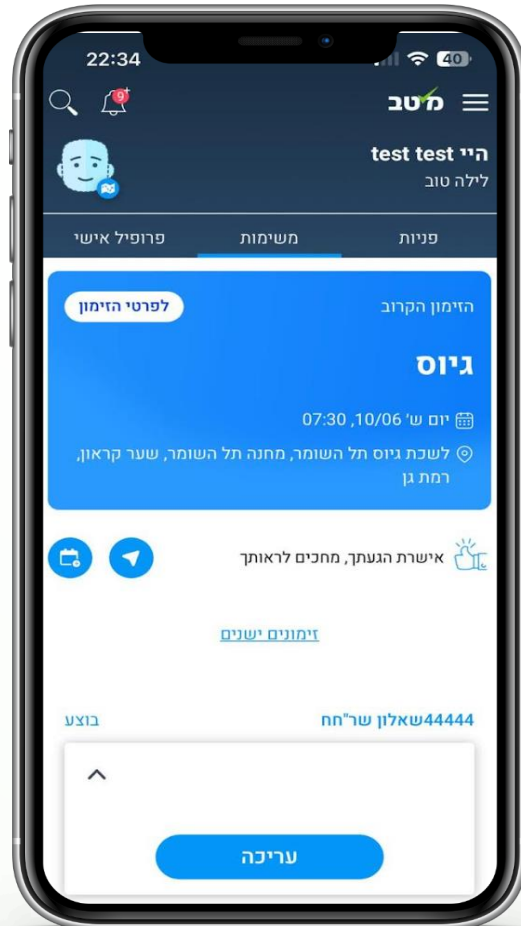 22:34
40
9+
מיטב
היי test test
לילה טוב
פניות
משימות
פרופיל אישי
הזימון הקרוב
לפרטי הזימון
גיוס
יום ש' 10/06, 07:30
לשכת גיוס תל השומר, מחנה תל השומר, שער קראון,
רמת גן
אישרת הגעתך, מחכים לראותך
זימונים ישנים
44444שאלון שר"חח
בוצע
עריכה